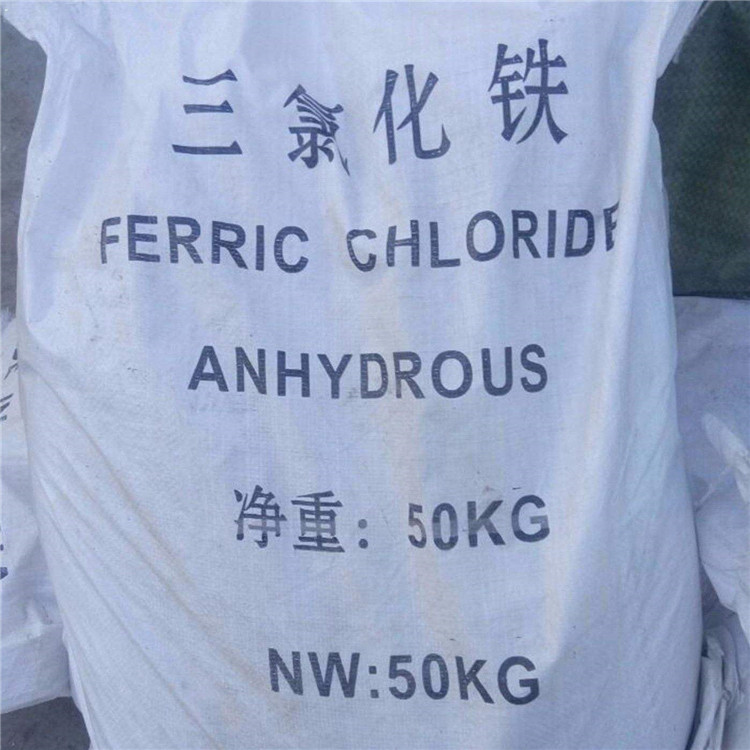 三氯化铁
FERRIC CHLORIDE
ANHYDROUS
净重：50KG
NW:50KG